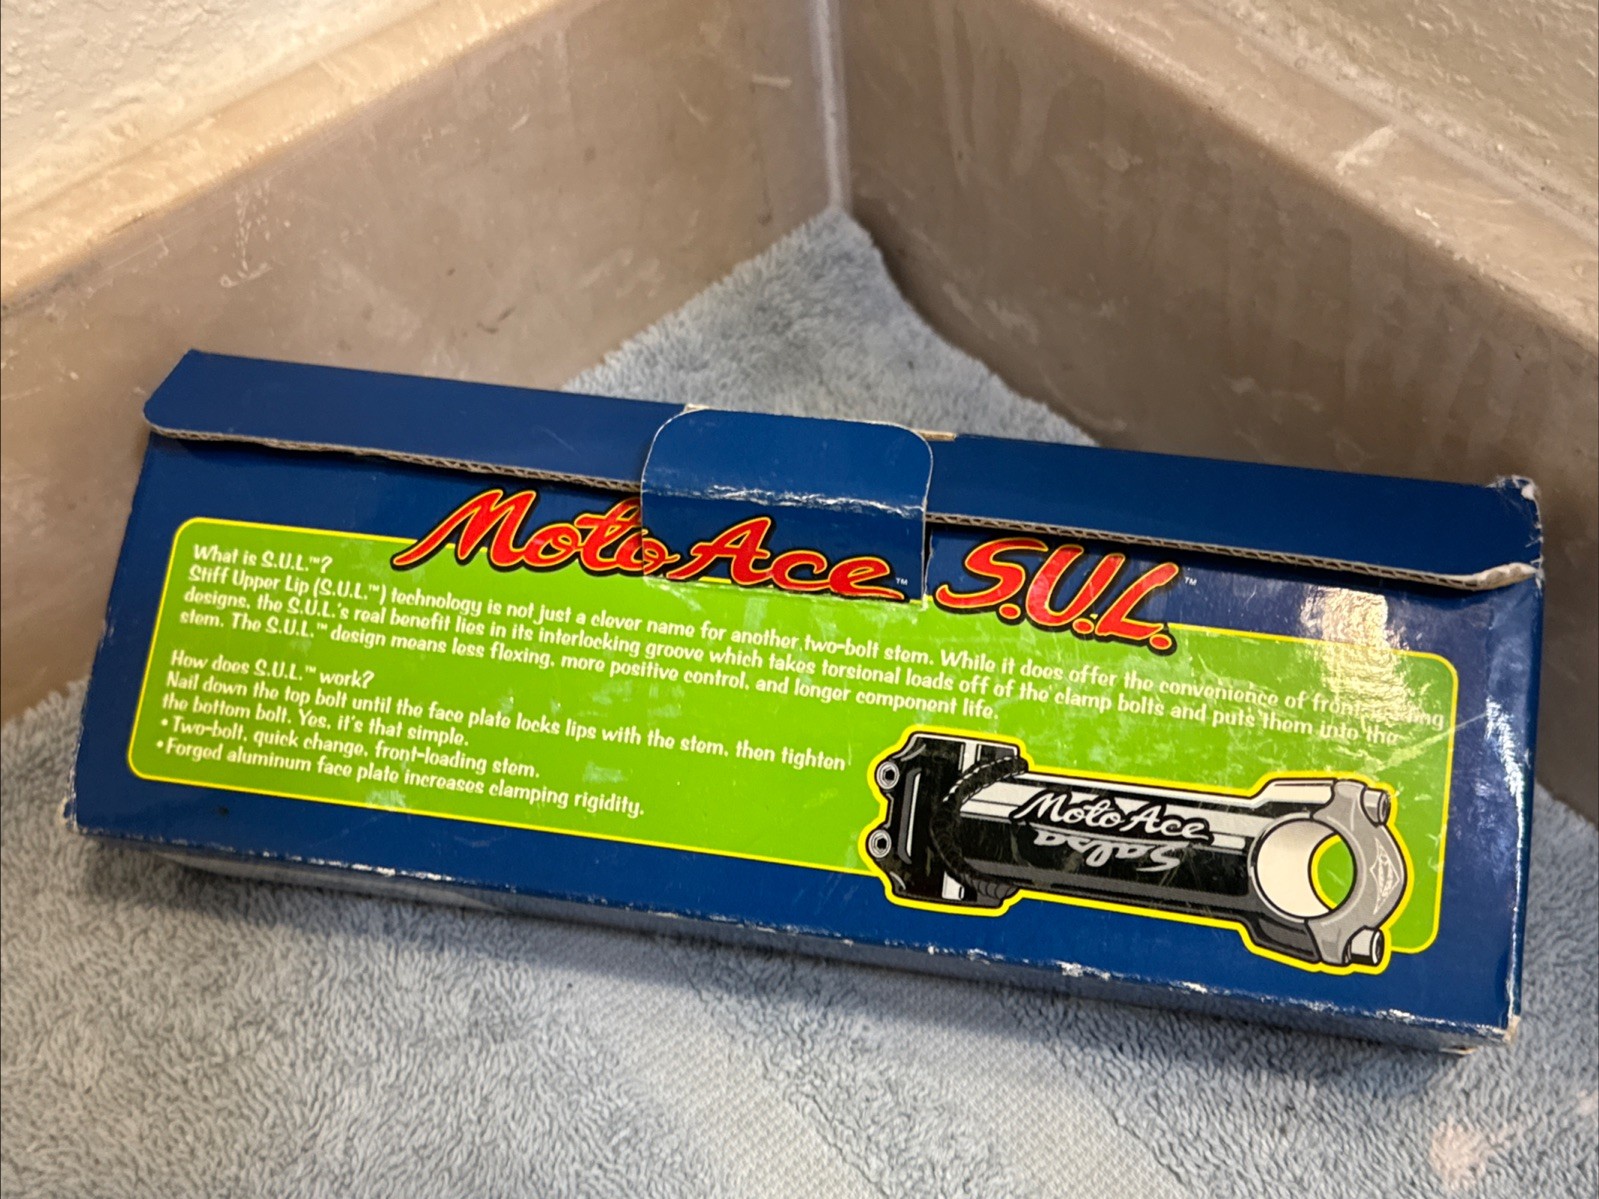 Moto Ace™ S.U.L.™
What is S.U.L.™?
Stiff Upper Lip (S.U.L.™) technology is not just a clever name for another two-bolt stem. While it does offer the convenience of front-loading
designs, the S.U.L.'s real benefit lies in its interlocking groove which takes torsional loads off of the clamp bolts and puts them into the
stem. The S.U.L.™ design means less flexing, more positive control, and longer component life.
How does S.U.L.™ work?
Nail down the top bolt until the face plate locks lips with the stem, then tighten
the bottom bolt. Yes, it's that simple.
•Two-bolt, quick change, front-loading stem.
•Forged aluminum face plate increases clamping rigidity.
Moto Ace
Salsa